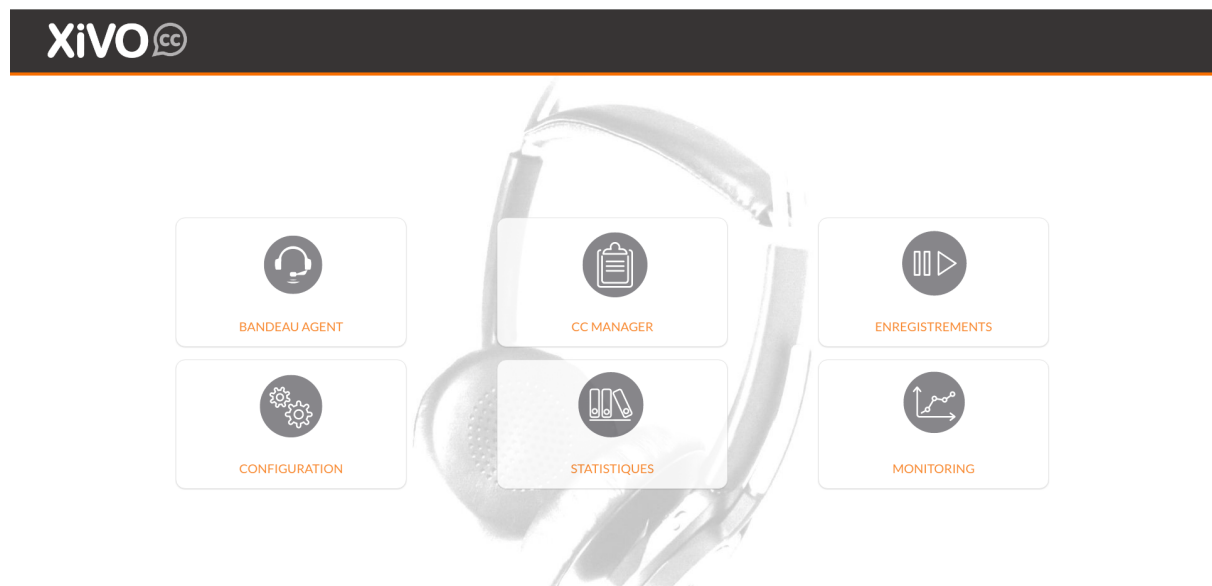 XiVO cc
BANDEAU AGENT
CC MANAGER
ENREGISTREMENTS
CONFIGURATION
STATISTIQUES
MONITORING